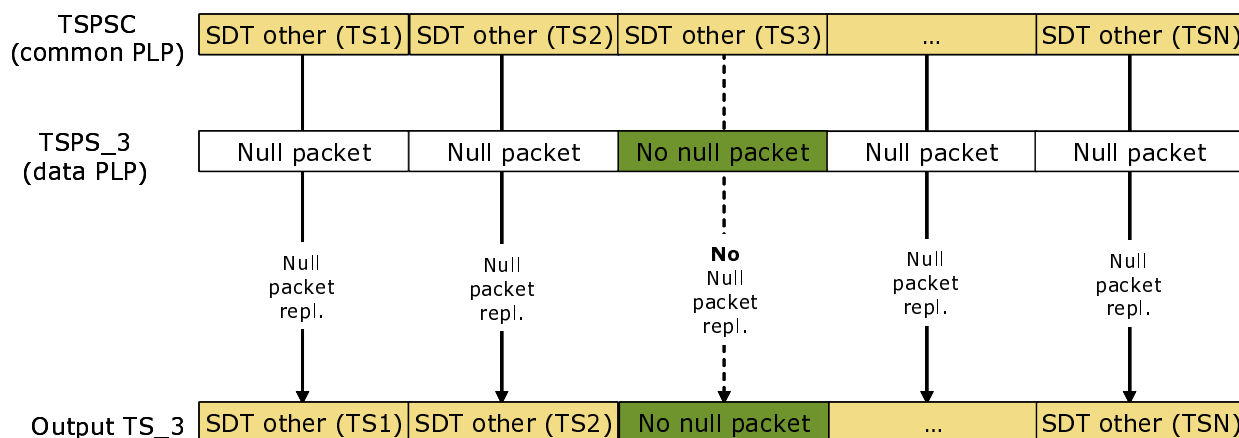 TSPSC
(common PLP)
SDT other (TS1) SDT other (TS2) SDT other (TS3) ... SDT other (TSN)
TSPS_3
(data PLP)
Null packet Null packet No null packet Null packet Null packet
Null
packet
repl.
Null
packet
repl.
No
Null
packet
repl.
Null
packet
repl.
Null
packet
repl.
Output TS_3
SDT other (TS1) SDT other (TS2) No null packet ... SDT other (TSN)